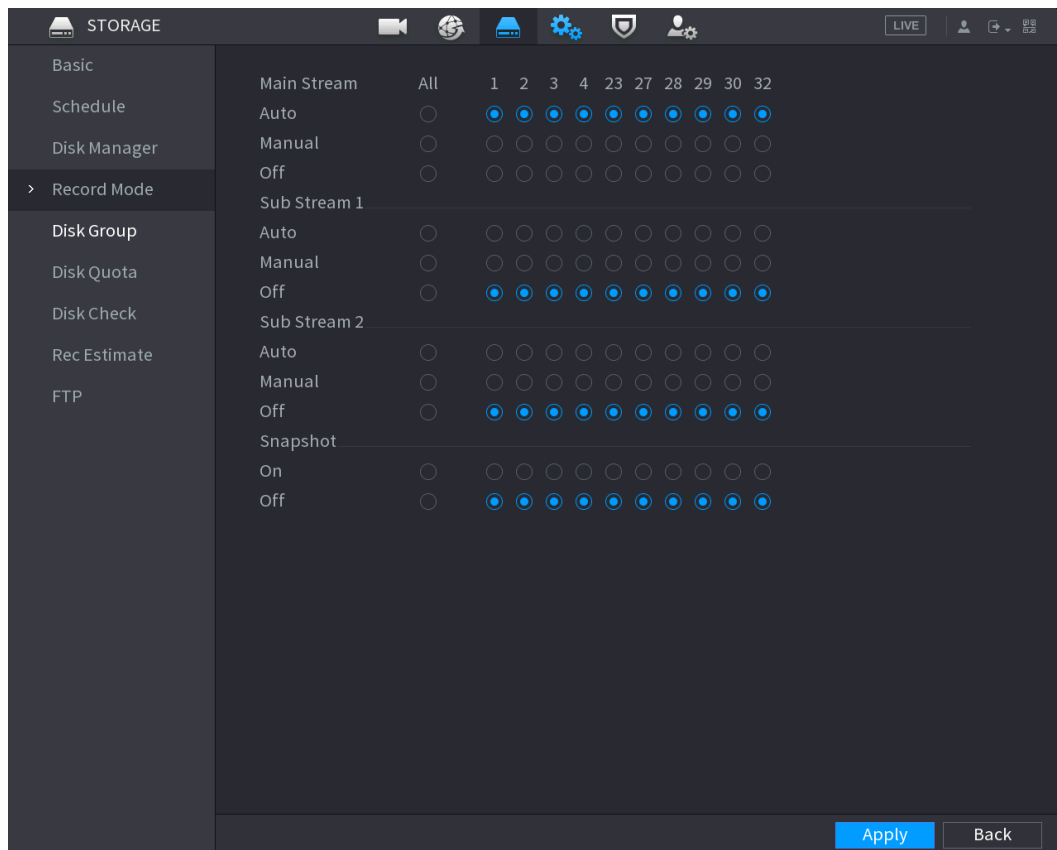 STORAGE LIVE
Basic
Schedule
Disk Manager
Record Mode
Disk Group
Disk Quota
Disk Check
Rec Estimate
FTP
Main Stream All 1 2 3 4 23 27 28 29 30 32
Auto
Manual
Off
Sub Stream 1
Auto
Manual
Off
Sub Stream 2
Auto
Manual
Off
Snapshot
On
Off
Apply Back